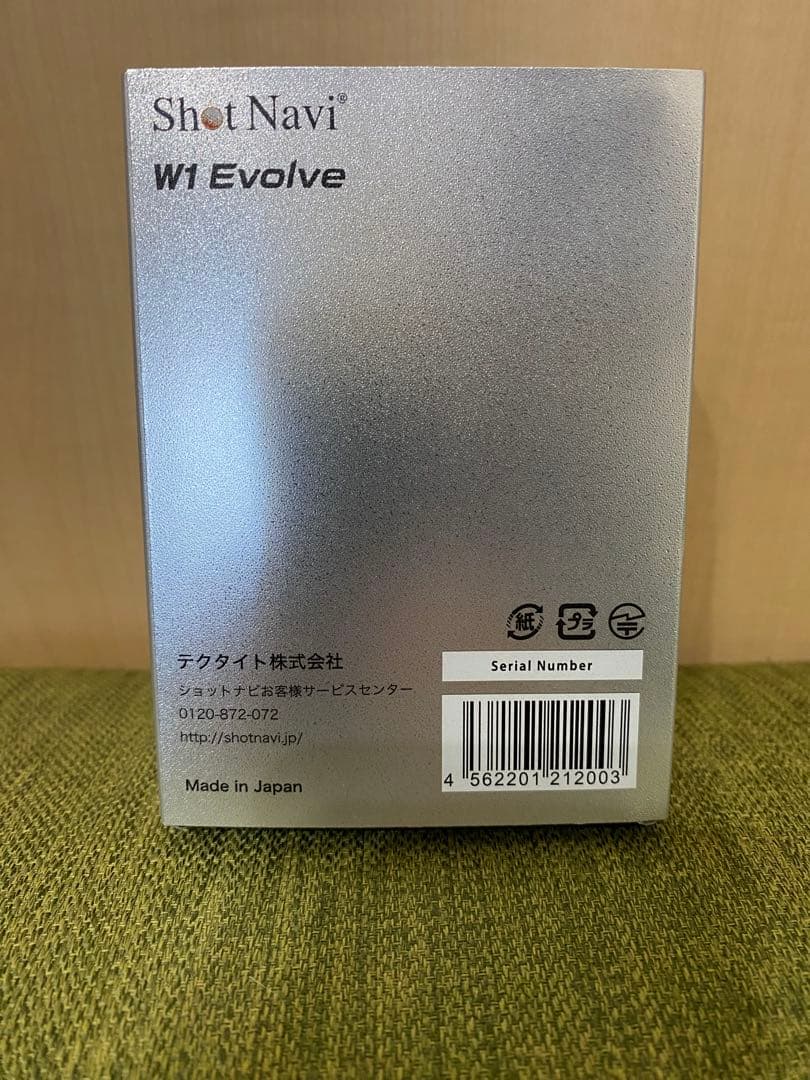 Shot Navi®
W1 Evolve
紙 プラ
テクタイト株式会社
ショットナビお客様サービスセンター
0120-872-072
http://shotnavi.jp/
Made in Japan
Serial Number
4 562201 212003